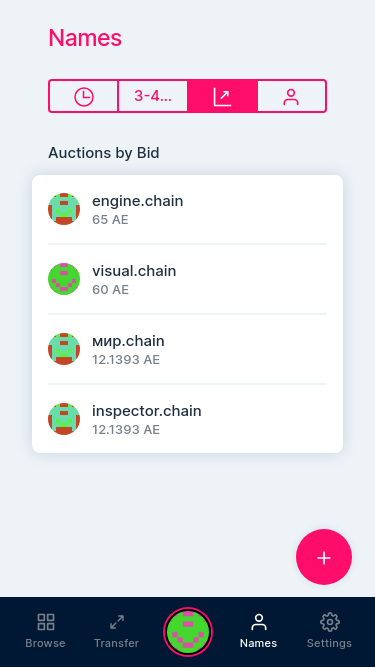 Names
3-4...
Auctions by Bid
engine.chain
65 AE
visual.chain
60 AE
мир.chain
12.1393 AE
inspector.chain
12.1393 AE
Browse
Transfer
Names
Settings